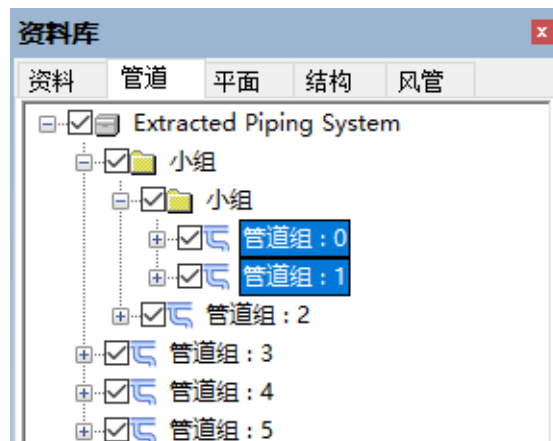 资料库
资料 管道 平面 结构 风管
Extracted Piping System
小组
小组
管道组 : 0
管道组 : 1
管道组 : 2
管道组 : 3
管道组 : 4
管道组 : 5